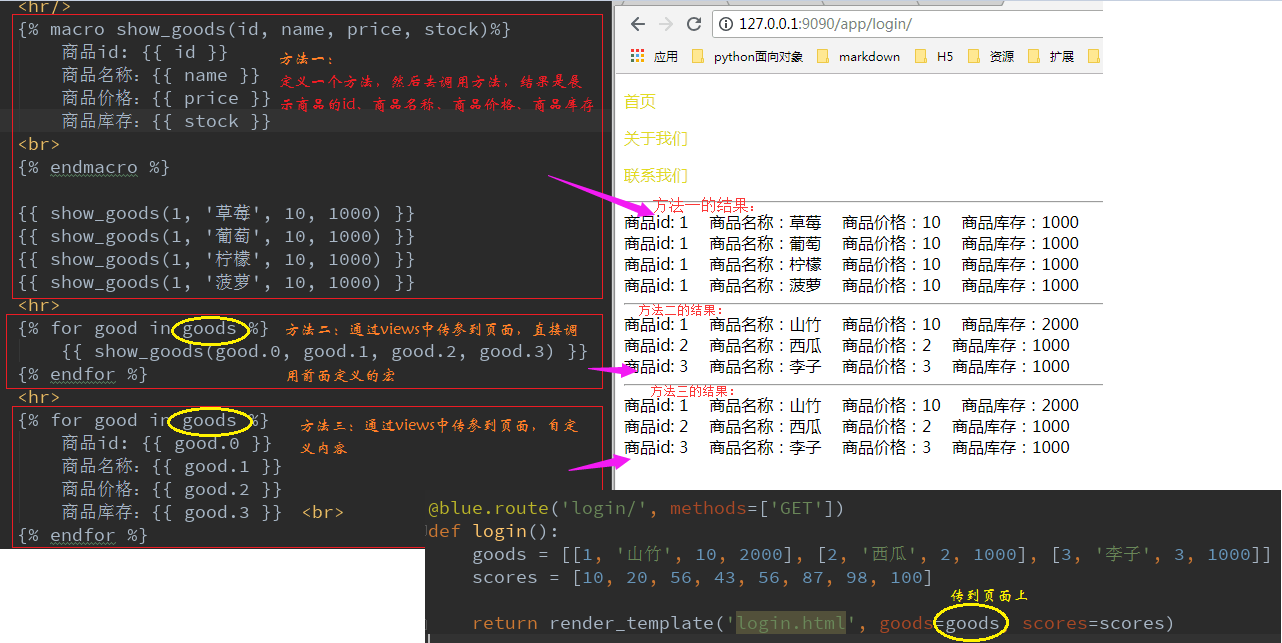 <hr/>
{% macro show_goods(id, name, price, stock)%}
商品id: {{ id }}
商品名称: {{ name }}
商品价格: {{ price }}
商品库存: {{ stock }}
<br>
{% endmacro %}
方法一:
定义一个方法，然后去调用方法，结果是展
示商品的id、商品名称、商品价格、商品库存
{{ show_goods(1, '草莓', 10, 1000) }}
{{ show_goods(1, '葡萄', 10, 1000) }}
{{ show_goods(1, '柠檬', 10, 1000) }}
{{ show_goods(1, '菠萝', 10, 1000) }}
<hr>
{% for good in goods %}
{{ show_goods(good.0, good.1, good.2, good.3) }}
{% endfor %}
方法二：通过views中传参到页面，直接调
用前面定义的宏
<hr>
{% for good in goods %}
商品id: {{ good.0 }}
商品名称: {{ good.1 }}
商品价格: {{ good.2 }}
商品库存: {{ good.3 }} <br>
{% endfor %}
方法三：通过views中传参到页面，自定
义内容
127.0.0.1:9090/app/login/
应用 python面向对象 markdown H5 资源 扩展
首页
关于我们
联系我们
方法一的结果：
商品id: 1 商品名称：草莓 商品价格：10 商品库存：1000
商品id: 1 商品名称：葡萄 商品价格：10 商品库存：1000
商品id: 1 商品名称：柠檬 商品价格：10 商品库存：1000
商品id: 1 商品名称：菠萝 商品价格：10 商品库存：1000
方法二的结果：
商品id: 1 商品名称：山竹 商品价格：10 商品库存：2000
商品id: 2 商品名称：西瓜 商品价格：2 商品库存：1000
商品id: 3 商品名称：李子 商品价格：3 商品库存：1000
方法三的结果：
商品id: 1 商品名称：山竹 商品价格：10 商品库存：2000
商品id: 2 商品名称：西瓜 商品价格：2 商品库存：1000
商品id: 3 商品名称：李子 商品价格：3 商品库存：1000
@blue.route('login/', methods=['GET'])
def login():
goods = [[1, '山竹', 10, 2000], [2, '西瓜', 2, 1000], [3, '李子', 3, 1000]]
scores = [10, 20, 56, 43, 56, 87, 98, 100]
传到页面上
return render_template('login.html', goods=goods, scores=scores)